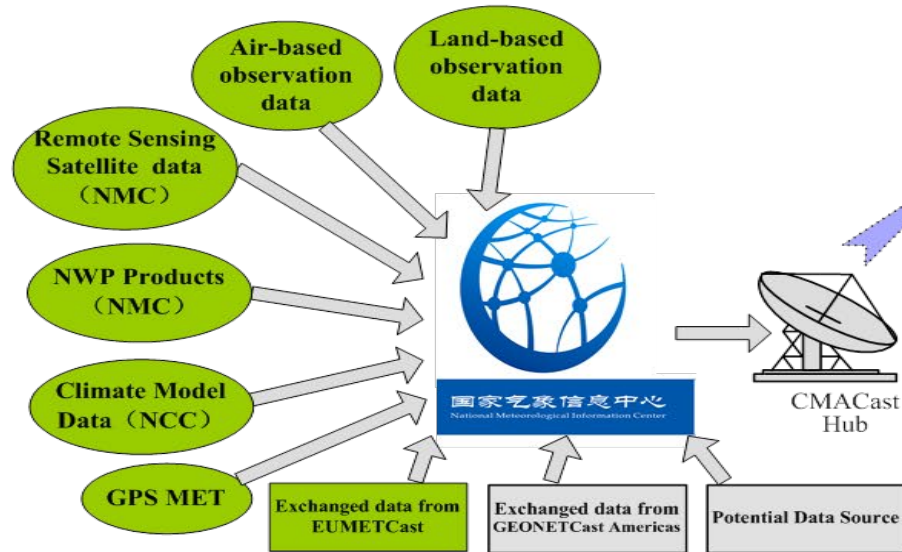 Air-based
observation
data
Land-based
observation
data
Remote Sensing
Satellite data
（NMC）
NWP Products
（NMC）
Climate Model
Data（NCC）
GPS MET
国家气象信息中心
National Meteorological Information Center
CMACast
Hub
Exchanged data from
EUMETCast
Exchanged data from
GEONETCast Americas
Potential Data Source